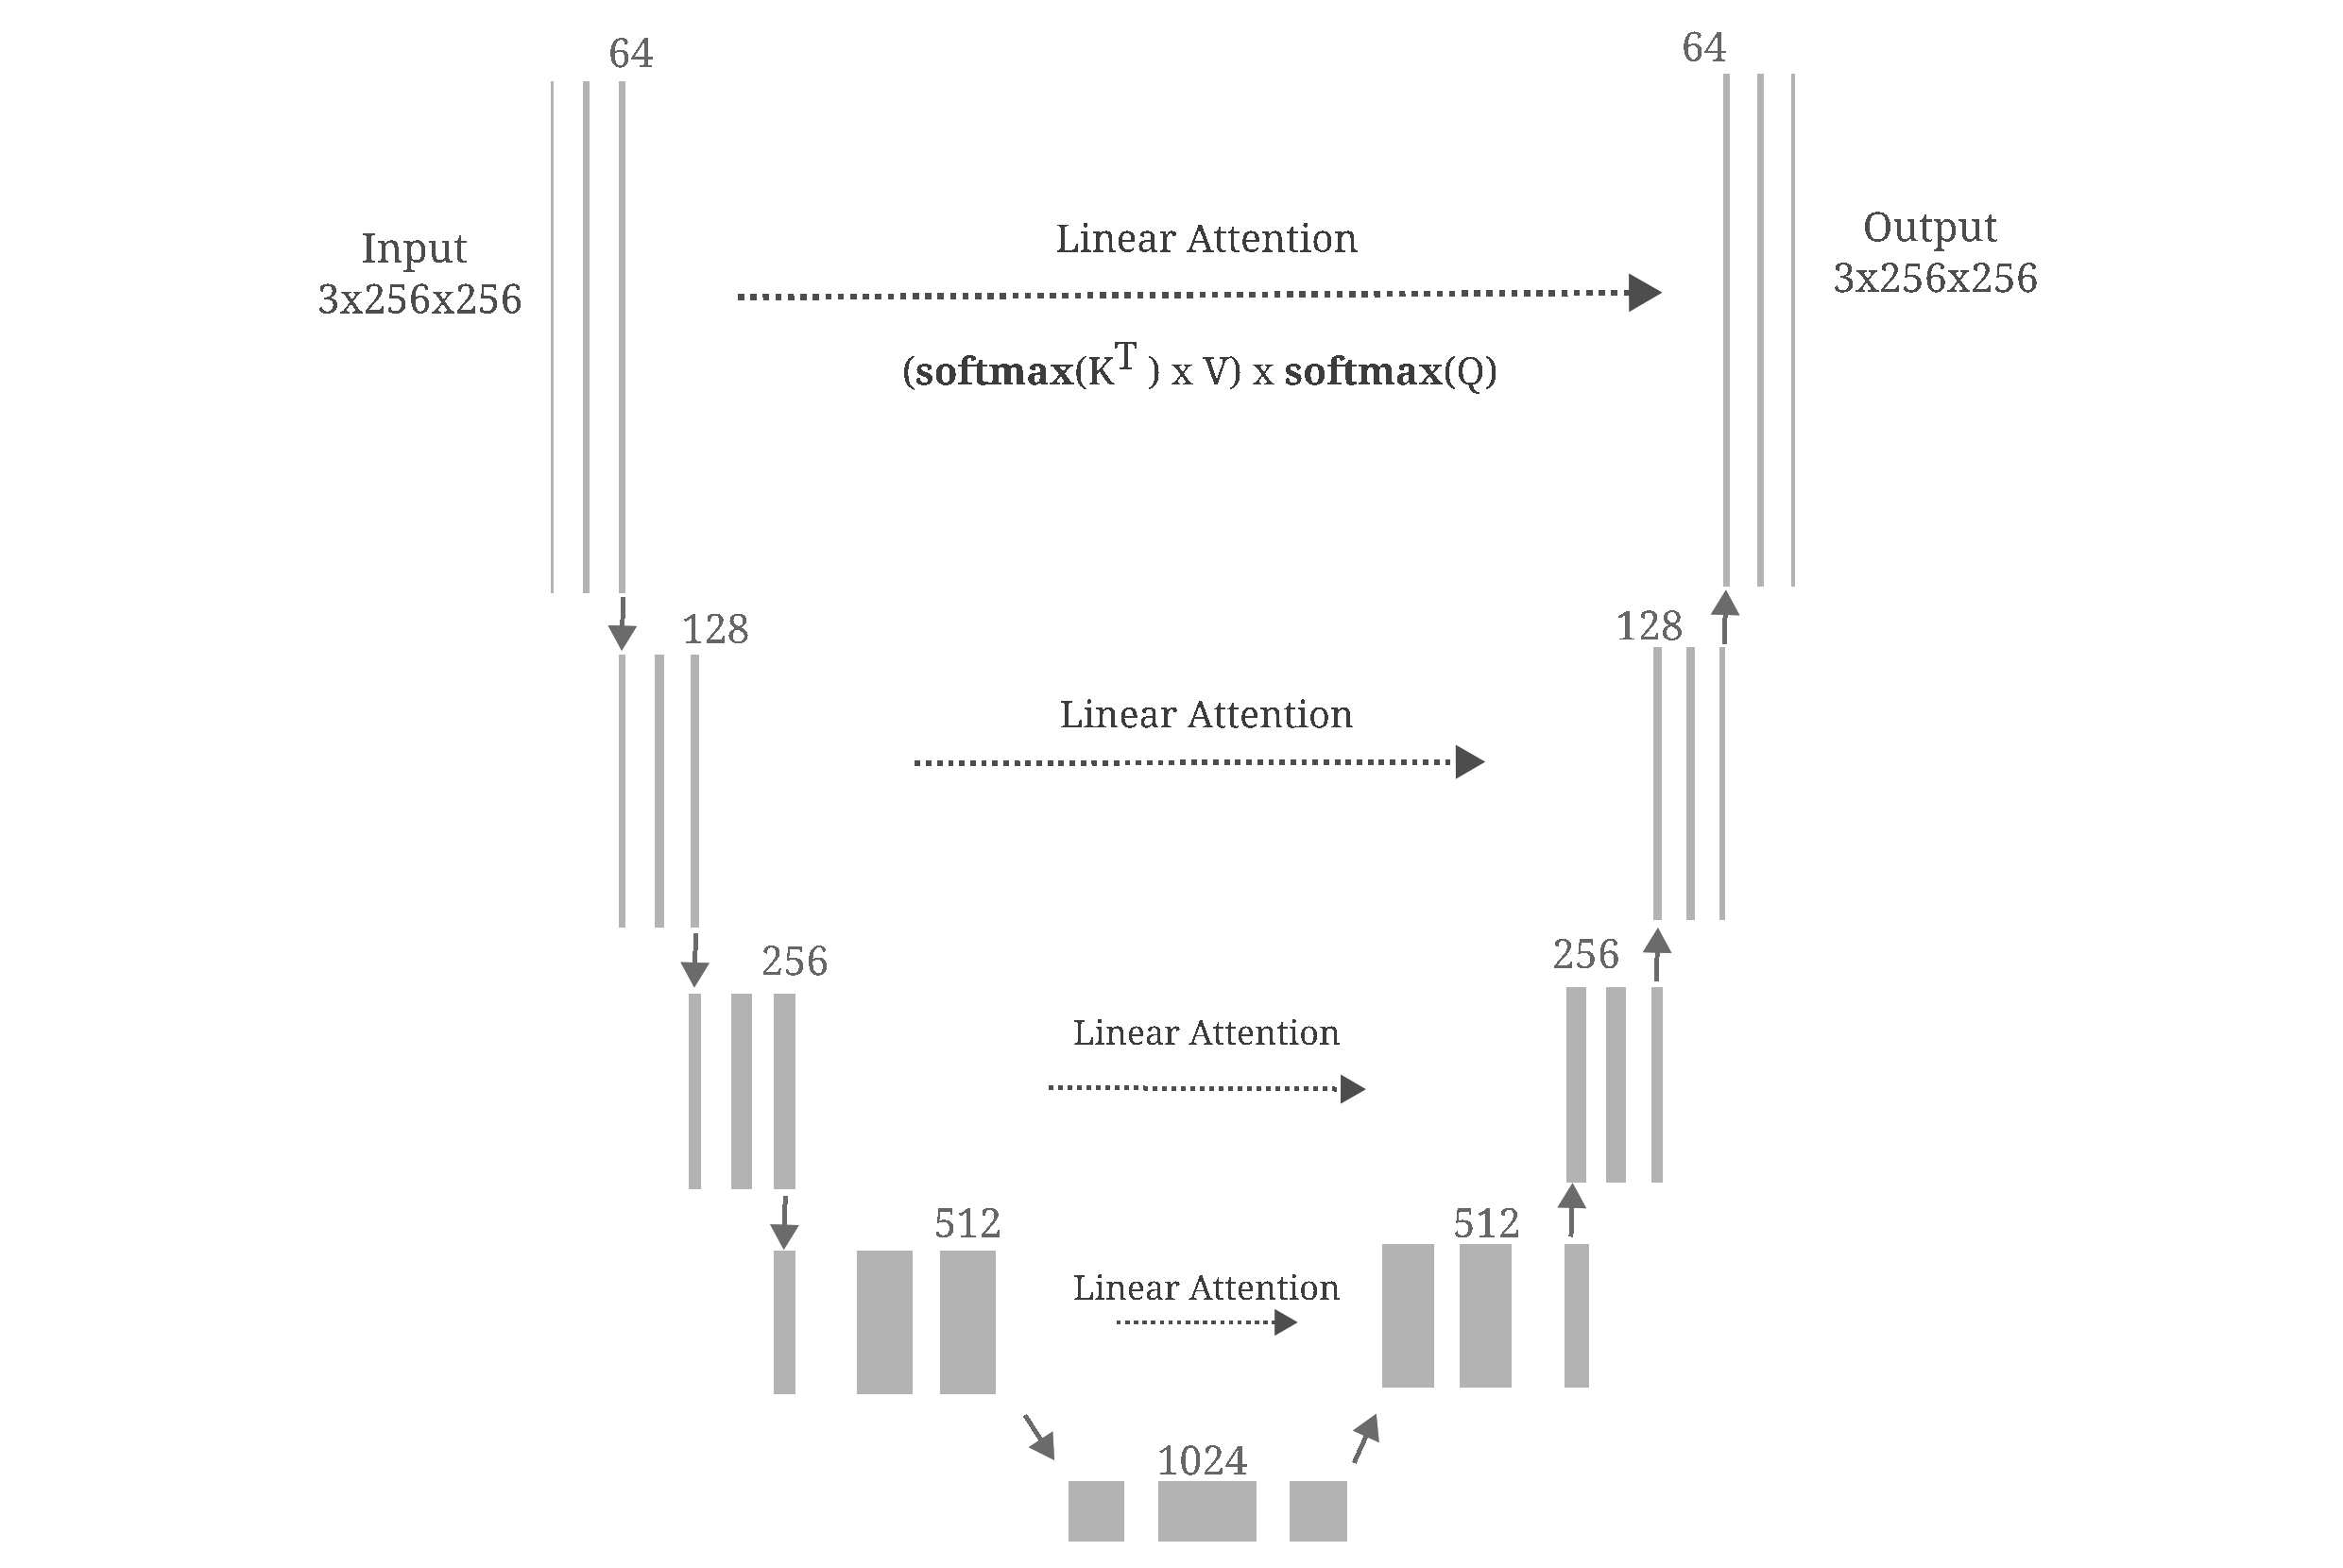 64
64
Input
3x256x256
Linear Attention
Output
3x256x256
(softmax(K^T ) x V) x softmax(Q)
128
128
Linear Attention
256
256
Linear Attention
512
512
Linear Attention
1024